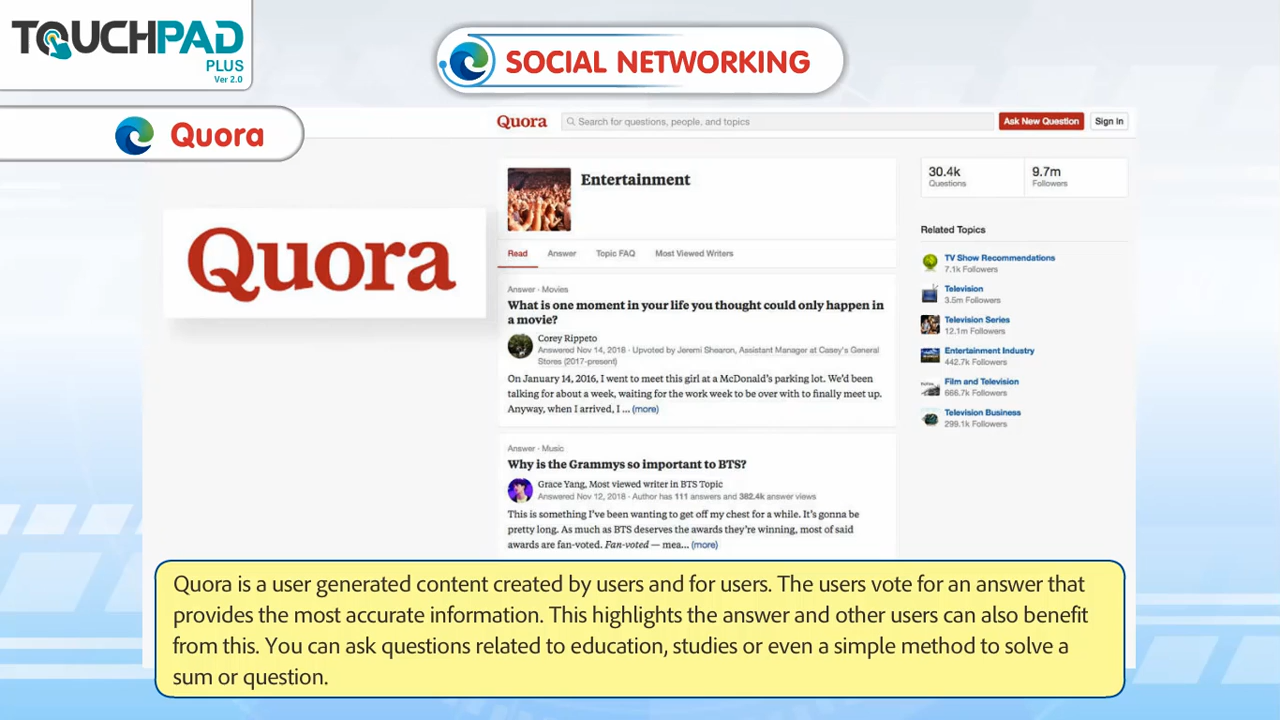 TOUCHPAD
PLUS
Ver 2.0
SOCIAL NETWORKING
Quora
Quora
Search for questions, people, and topics
Ask New Question
Sign In
Quora
Entertainment
Read Answer Topic FAQ Most Viewed Writers
Answer · Movies
What is one moment in your life you thought could only happen in
a movie?
Corey Rippeto
Answered Nov 14, 2018 · Upvoted by Jeremi Shearon, Assistant Manager at Casey's General
Stores (2017-present)
On January 14, 2016, I went to meet this girl at a McDonald's parking lot. We'd been
talking for about a week, waiting for the work week to be over with to finally meet up.
Anyway, when I arrived, I ... (more)
Answer · Music
Why is the Grammys so important to BTS?
Grace Yang, Most viewed writer in BTS Topic
Answered Nov 12, 2018 · Author has 111 answers and 382.4k answer views
This is something I've been wanting to get off my chest for a while. It's gonna be
pretty long. As much as BTS deserves the awards they're winning, most of said
awards are fan-voted. Fan-voted — mea... (more)
30.4k
Questions
9.7m
Followers
Related Topics
TV Show Recommendations
7.1k Followers
Television
3.5m Followers
Television Series
12.1m Followers
Entertainment Industry
442.7k Followers
Film and Television
666.7k Followers
Television Business
299.1k Followers
Quora is a user generated content created by users and for users. The users vote for an answer that
provides the most accurate information. This highlights the answer and other users can also benefit
from this. You can ask questions related to education, studies or even a simple method to solve a
sum or question.